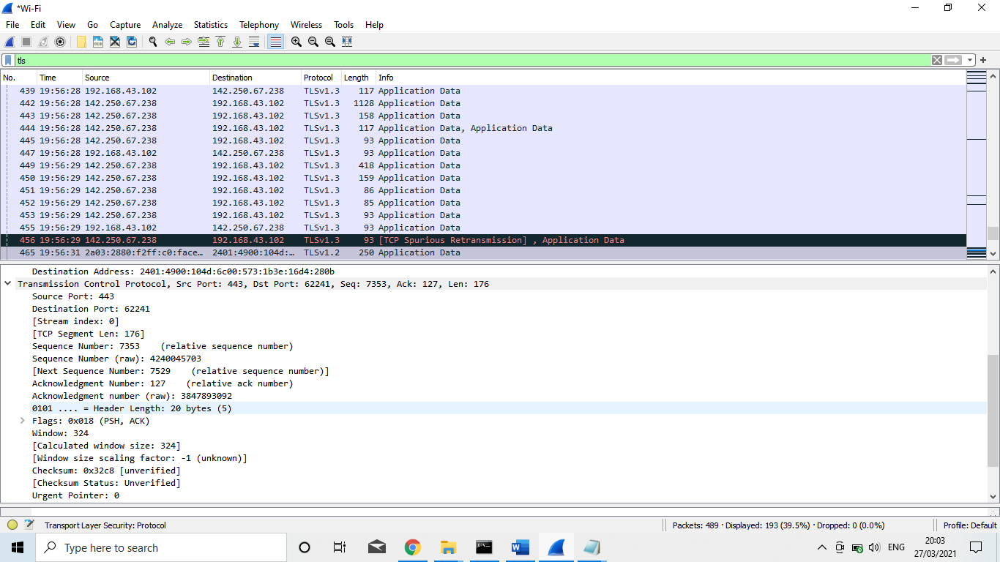 *Wi-Fi
File Edit View Go Capture Analyze Statistics Telephony Wireless Tools Help
tls
No. Time Source Destination Protocol Length Info
439 19:56:28 192.168.43.102 142.250.67.238 TLSv1.3 117 Application Data
442 19:56:28 142.250.67.238 192.168.43.102 TLSv1.3 1128 Application Data
443 19:56:28 142.250.67.238 192.168.43.102 TLSv1.3 158 Application Data
444 19:56:28 142.250.67.238 192.168.43.102 TLSv1.3 117 Application Data, Application Data
445 19:56:28 142.250.67.238 192.168.43.102 TLSv1.3 93 Application Data
447 19:56:28 192.168.43.102 142.250.67.238 TLSv1.3 93 Application Data
449 19:56:29 142.250.67.238 192.168.43.102 TLSv1.3 418 Application Data
450 19:56:29 142.250.67.238 192.168.43.102 TLSv1.3 159 Application Data
451 19:56:29 142.250.67.238 192.168.43.102 TLSv1.3 86 Application Data
452 19:56:29 142.250.67.238 192.168.43.102 TLSv1.3 85 Application Data
453 19:56:29 142.250.67.238 192.168.43.102 TLSv1.3 93 Application Data
455 19:56:29 192.168.43.102 142.250.67.238 TLSv1.3 93 Application Data
456 19:56:29 142.250.67.238 192.168.43.102 TLSv1.3 93 [TCP Spurious Retransmission] , Application Data
465 19:56:31 2a03:2880:f2ff:c0:face… 2401:4900:104d:… TLSv1.2 250 Application Data
Destination Address: 2401:4900:104d:6c00:573:1b3e:16d4:280b
Transmission Control Protocol, Src Port: 443, Dst Port: 62241, Seq: 7353, Ack: 127, Len: 176
Source Port: 443
Destination Port: 62241
[Stream index: 0]
[TCP Segment Len: 176]
Sequence Number: 7353 (relative sequence number)
Sequence Number (raw): 4240045703
[Next Sequence Number: 7529 (relative sequence number)]
Acknowledgment Number: 127 (relative ack number)
Acknowledgment number (raw): 3847893092
0101 .... = Header Length: 20 bytes (5)
Flags: 0x018 (PSH, ACK)
Window: 324
[Calculated window size: 324]
[Window size scaling factor: -1 (unknown)]
Checksum: 0x32c8 [unverified]
[Checksum Status: Unverified]
Urgent Pointer: 0
Transport Layer Security: Protocol
Packets: 489 · Displayed: 193 (39.5%) · Dropped: 0 (0.0%)
Profile: Default
Type here to search
ENG
20:03
27/03/2021